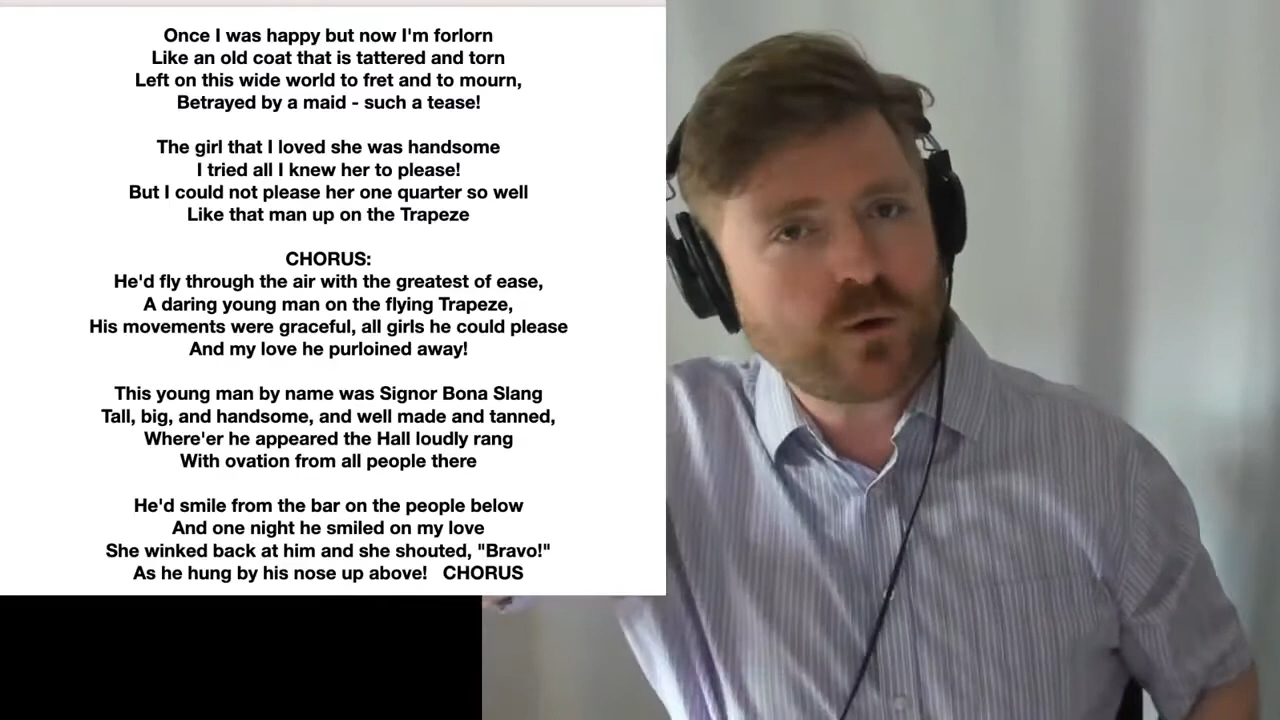 Once I was happy but now I'm forlorn
Like an old coat that is tattered and torn
Left on this wide world to fret and to mourn,
Betrayed by a maid - such a tease!
The girl that I loved she was handsome
I tried all I knew her to please!
But I could not please her one quarter so well
Like that man up on the Trapeze
CHORUS:
He'd fly through the air with the greatest of ease,
A daring young man on the flying Trapeze,
His movements were graceful, all girls he could please
And my love he purloined away!
This young man by name was Signor Bona Slang
Tall, big, and handsome, and well made and tanned,
Where'er he appeared the Hall loudly rang
With ovation from all people there
He'd smile from the bar on the people below
And one night he smiled on my love
She winked back at him and she shouted, "Bravo!"
As he hung by his nose up above! CHORUS